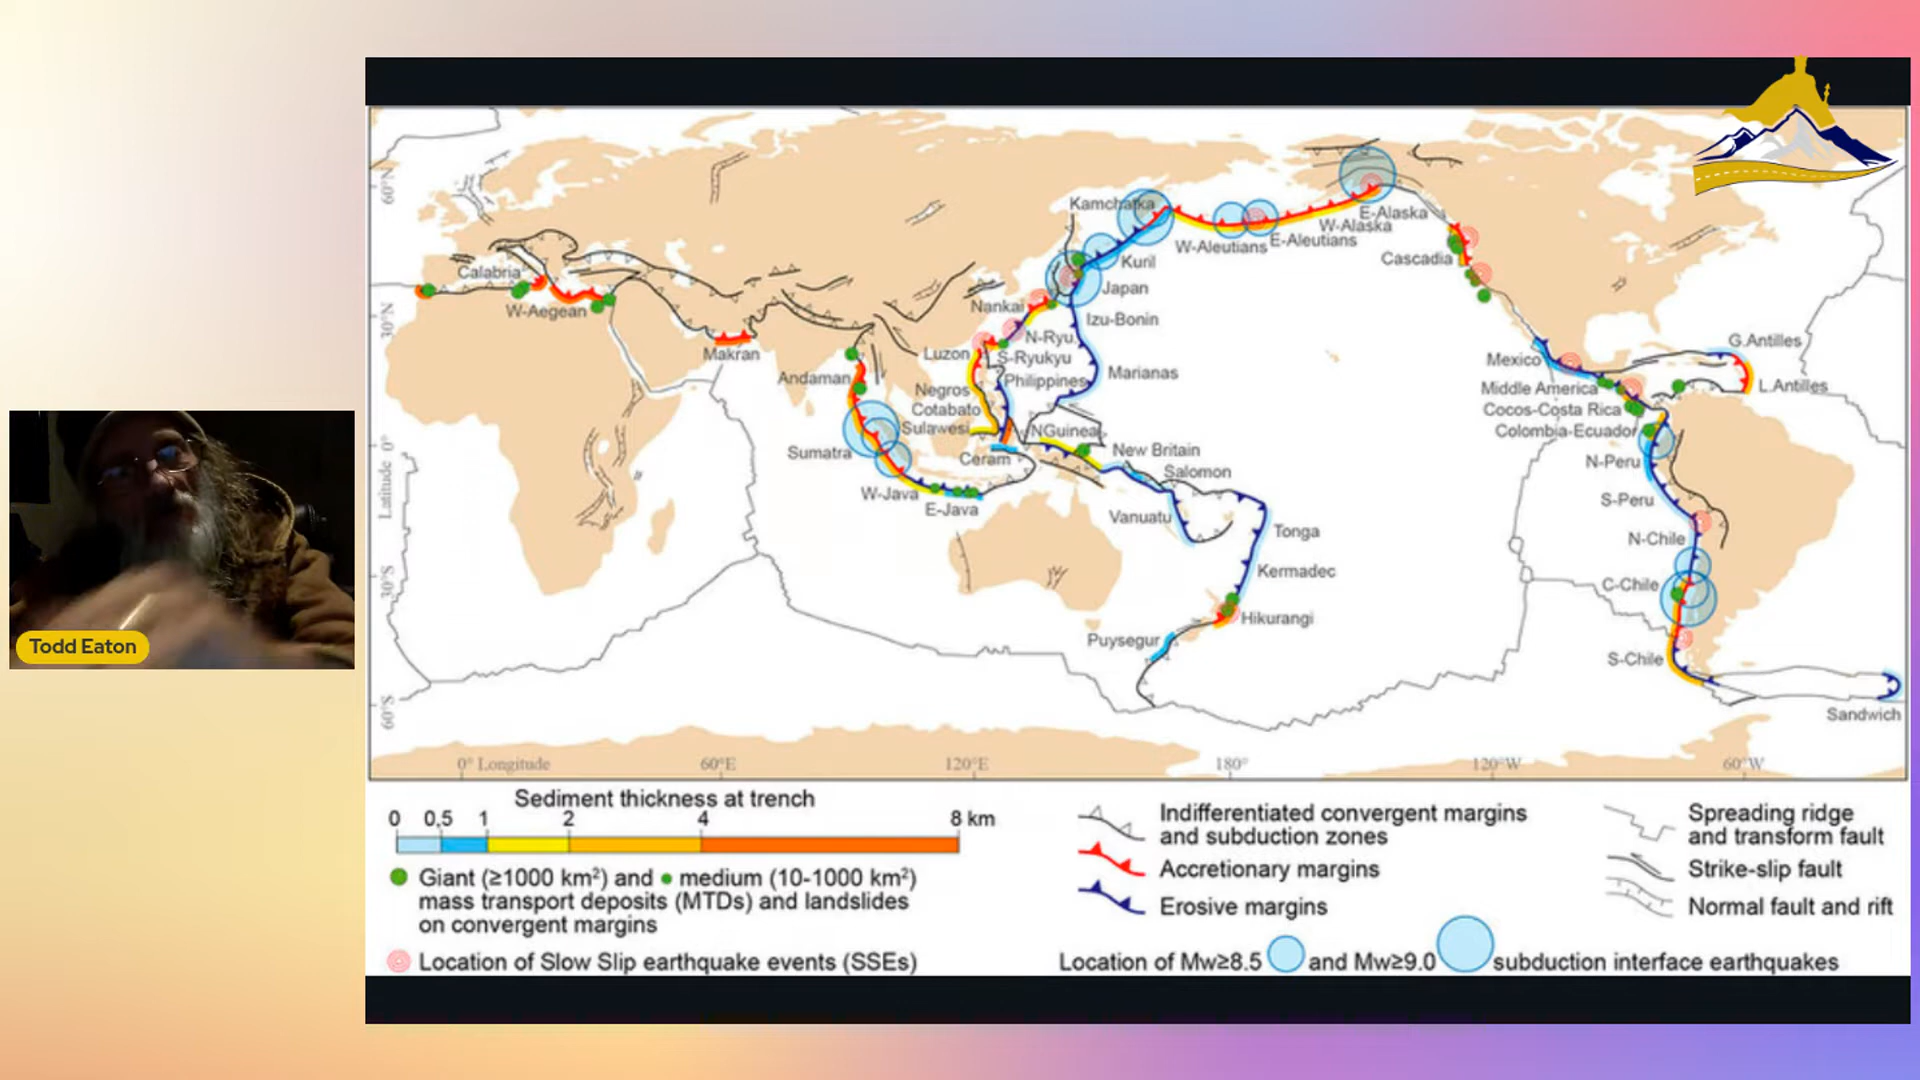 60°N
30°N
Latitude 0°
30°S
60°S
Kamchatka
E-Alaska
W-Alaska
W-Aleutians
E-Aleutians
Cascadia
Kuril
Calabria
Japan
W-Aegean
Nankai
Izu-Bonin
N-Ryu.
Makran
Luzon
S-Ryukyu
G.Antilles
Mexico
Andaman
Philippines
Marianas
Negros
Middle America
L.Antilles
Cotabato
Cocos-Costa Rica
Sulawesi
NGuinea
Colombia-Ecuador
Sumatra
Ceram
New Britain
N-Peru
Salomon
W-Java
S-Peru
E-Java
Vanuatu
Tonga
N-Chile
Kermadec
C-Chile
Hikurangi
Puysegur
S-Chile
Todd Eaton
Sandwich
0° Longitude 60°E 120°E 180° 120°W 60°W
Sediment thickness at trench
0 0,5 1 2 4 8 km
Giant (≥1000 km²) and medium (10-1000 km²)
mass transport deposits (MTDs) and landslides
on convergent margins
Location of Slow Slip earthquake events (SSEs)
Indifferentiated convergent margins
and subduction zones
Accretionary margins
Erosive margins
Spreading ridge
and transform fault
Strike-slip fault
Normal fault and rift
Location of Mw≥8.5 and Mw≥9.0 subduction interface earthquakes